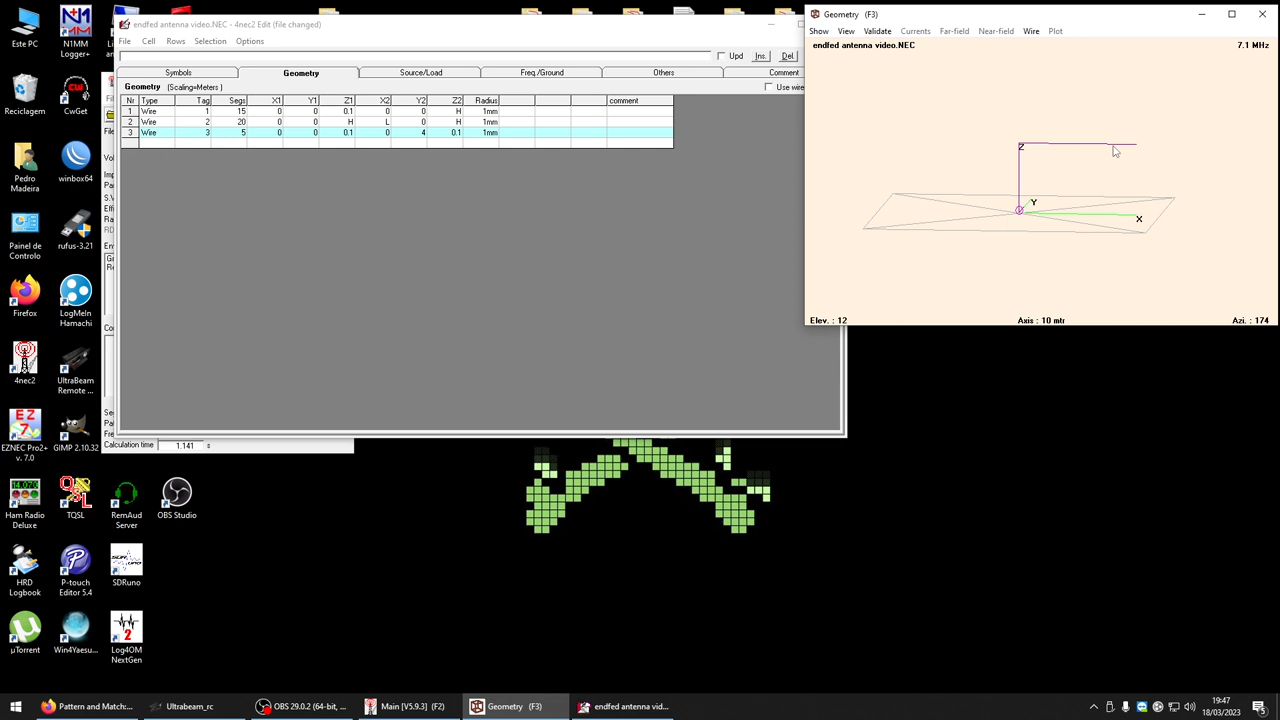 Este PC
N1MM
Logger+
Reciclagem
CwGet
Pedro
Madeira
winbox64
Painel de
Controlo
rufus-3.21
Firefox
LogMeIn
Hamachi
4nec2
UltraBeam
Remote ...
EZNEC Pro2+
v. 7.0
GIMP 2.10.32
Ham Radio
Deluxe
TQSL
RemAud
Server
OBS Studio
HRD
Logbook
P-touch
Editor 5.4
SDRuno
µTorrent
Win4Yaesu...
Log4OM
NextGen
endfed antenna video.NEC - 4nec2 Edit (file changed)
File Cell Rows Selection Options
Upd Ins. Del
Symbols Geometry Source/Load Freq./Ground Others Comment
Geometry (Scaling=Meters) Use wire
Nr Type Tag Segs X1 Y1 Z1 X2 Y2 Z2 Radius comment
1 Wire 1 15 0 0 0.1 0 0 H 1mm
2 Wire 2 20 0 0 H L 0 H 1mm
3 Wire 3 5 0 0 0.1 0 4 0.1 1mm
Calculation time 1.141 s
Geometry (F3)
Show View Validate Currents Far-field Near-field Wire Plot
endfed antenna video.NEC 7.1 MHz
Z
Y
X
Elev. : 12 Axis : 10 mtr Azi. : 174
Pattern and Match:... Ultrabeam_rc OBS 29.0.2 (64-bit, ... Main [V5.9.3] (F2) Geometry (F3) endfed antenna vid...
19:47
18/03/2023